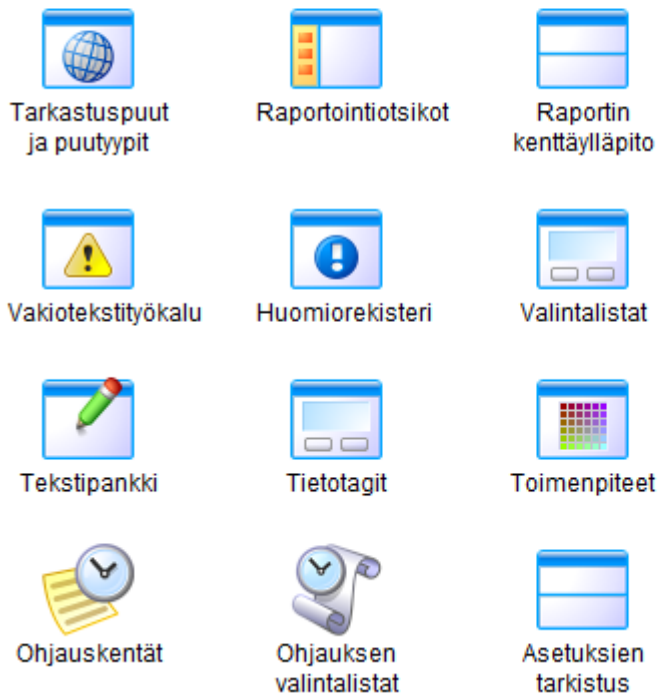 Tarkastuspuut
ja puutyypit
Raportointiotsikot
Raportin
kenttäylläpito
Vakiotekstityökalu
Huomiorekisteri
Valintalistat
Tekstipankki
Tietotagit
Toimenpiteet
Ohjauskentät
Ohjauksen
valintalistat
Asetuksien
tarkistus